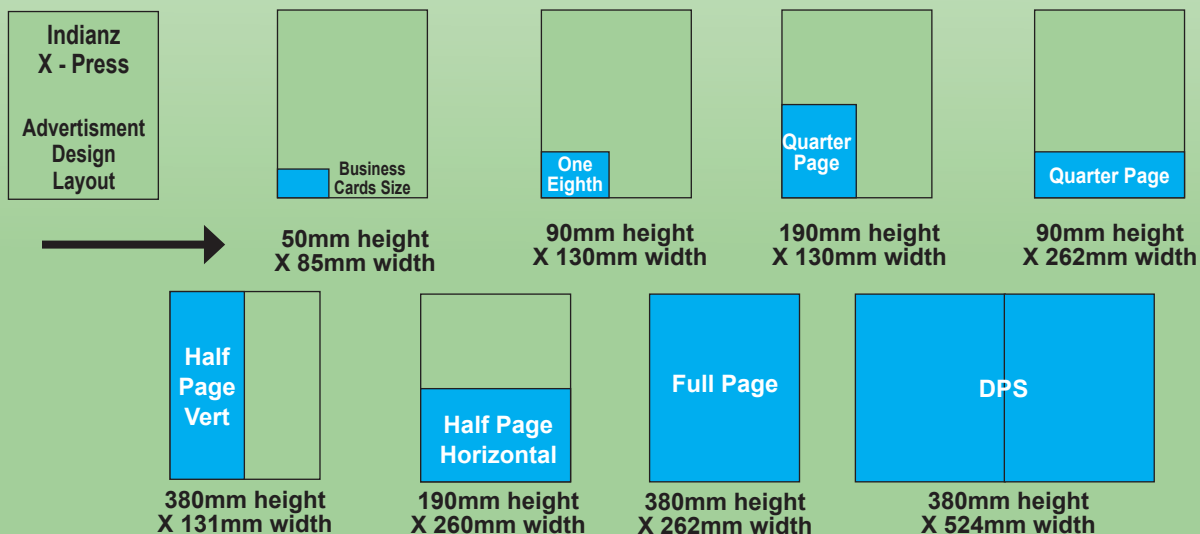 Indianz
X - Press
Advertisment
Design
Layout
Business
Cards Size
50mm height
X 85mm width
One
Eighth
90mm height
X 130mm width
Quarter
Page
190mm height
X 130mm width
Quarter Page
90mm height
X 262mm width
Half
Page
Vert
380mm height
X 131mm width
Half Page
Horizontal
190mm height
X 260mm width
Full Page
380mm height
X 262mm width
DPS
380mm height
X 524mm width